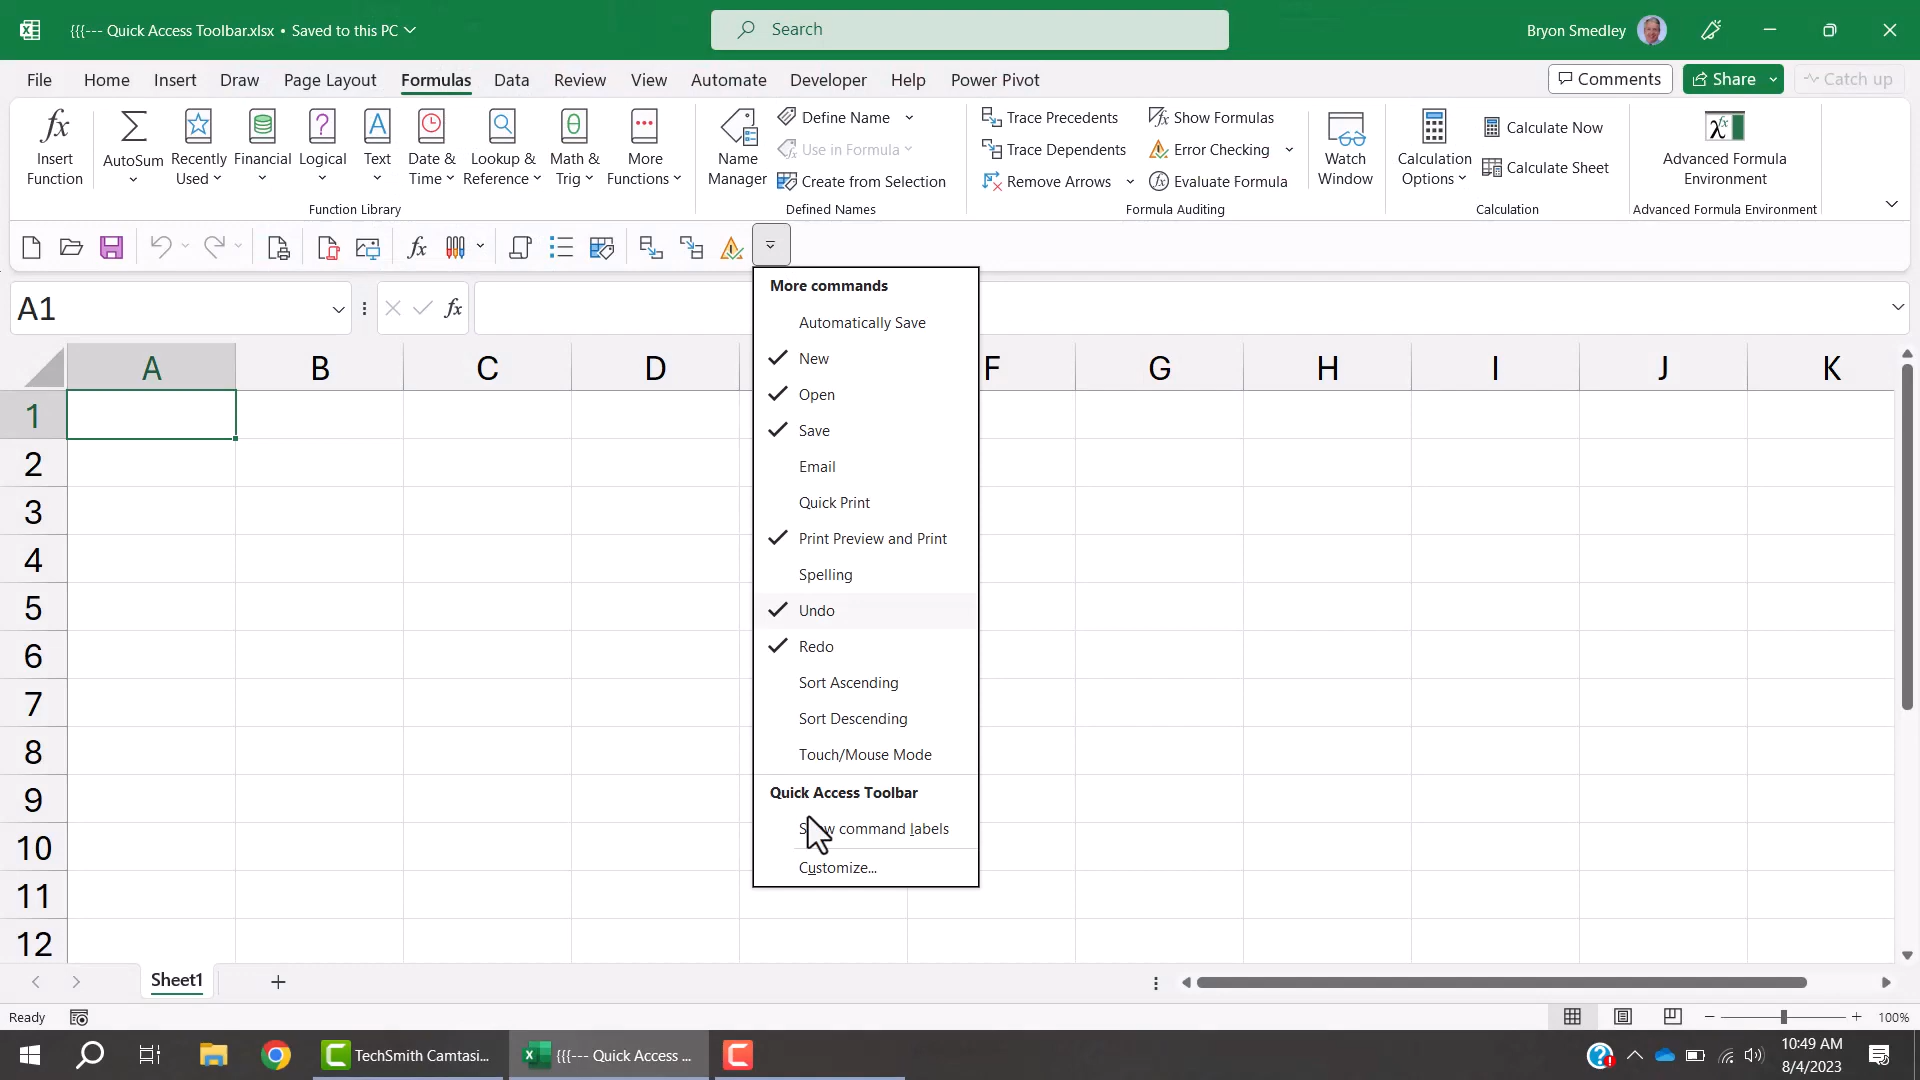 {{{--- Quick Access Toolbar.xlsx • Saved to this PC
Search
Bryon Smedley
File Home Insert Draw Page Layout Formulas Data Review View Automate Developer Help Power Pivot
Comments Share Catch up
Insert Function
AutoSum
Recently Used
Financial
Logical
Text
Date & Time
Lookup & Reference
Math & Trig
More Functions
Function Library
Name Manager
Define Name
Use in Formula
Create from Selection
Defined Names
Trace Precedents
Trace Dependents
Remove Arrows
Show Formulas
Error Checking
Evaluate Formula
Formula Auditing
Watch Window
Calculation Options
Calculate Now
Calculate Sheet
Calculation
Advanced Formula Environment
Advanced Formula Environment
A1
fx
More commands
Automatically Save
New
Open
Save
Email
Quick Print
Print Preview and Print
Spelling
Undo
Redo
Sort Ascending
Sort Descending
Touch/Mouse Mode
Quick Access Toolbar
Show command labels
Customize...
A B C D F G H I J K
1
2
3
4
5
6
7
8
9
10
11
12
Sheet1
Ready
100%
TechSmith Camtasi...
{{{--- Quick Access ...
10:49 AM
8/4/2023